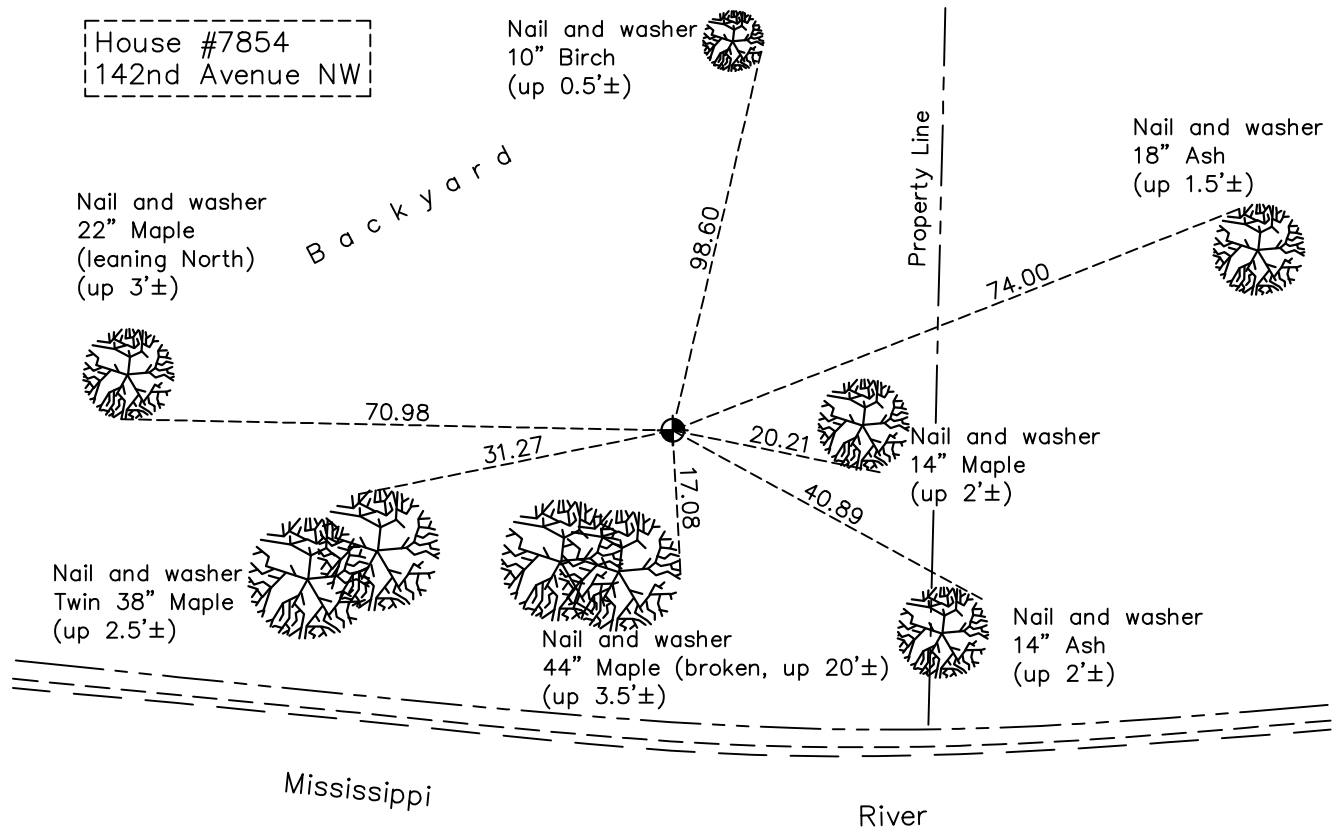 House #7854
142nd Avenue NW
Nail and washer
10” Birch
(up 0.5’±)
Property Line
Nail and washer
18” Ash
(up 1.5’±)
Backyard
Nail and washer
22” Maple
(leaning North)
(up 3’±)
98.60
74.00
70.98
31.27
20.21
17.08
40.89
Nail and washer
14” Maple
(up 2’±)
Nail and washer
Twin 38” Maple
(up 2.5’±)
Nail and washer
44” Maple (broken, up 20’±)
(up 3.5’±)
Nail and washer
14” Ash
(up 2’±)
Mississippi
River